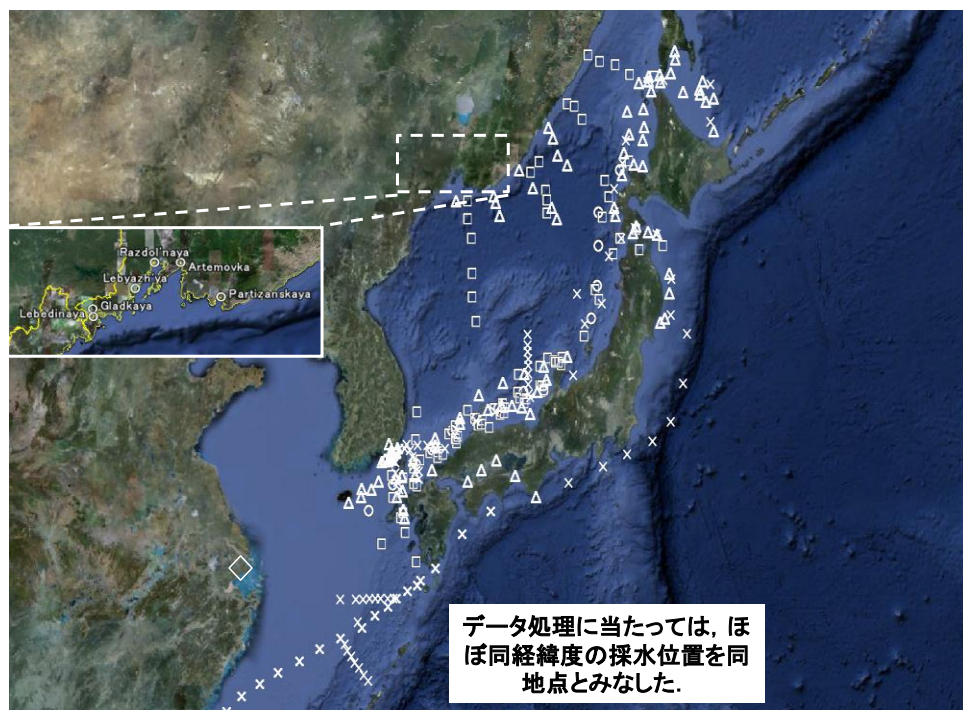 Razdol'naya
Artemovka
Lebyazh'ya
Partizanskaya
Gladkaya
Lebedinaya
データ処理に当たっては, ほ
ぼ同経緯度の採水位置を同
地点とみなした.